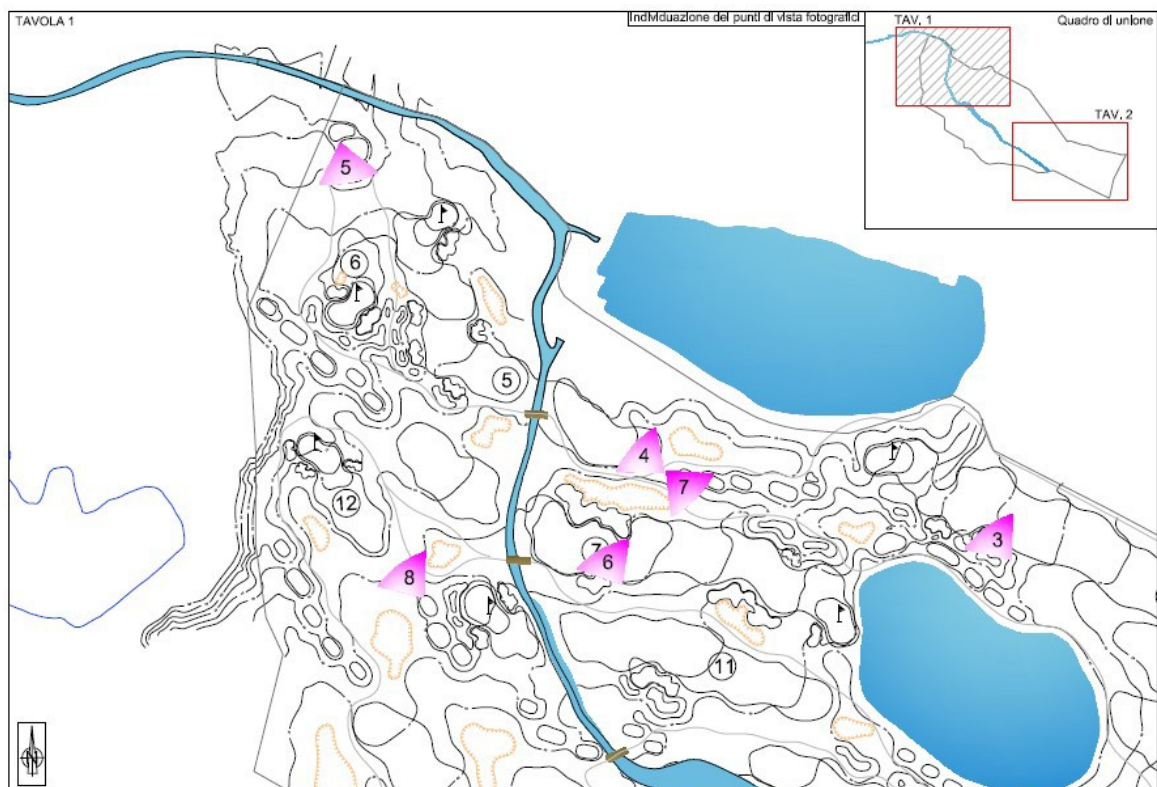 TAVOLA 1
Individuazione dei punti di vista fotografici
TAV. 1
Quadro di unione
TAV. 2
5
6
5
4
7
12
3
7
6
8
11
N